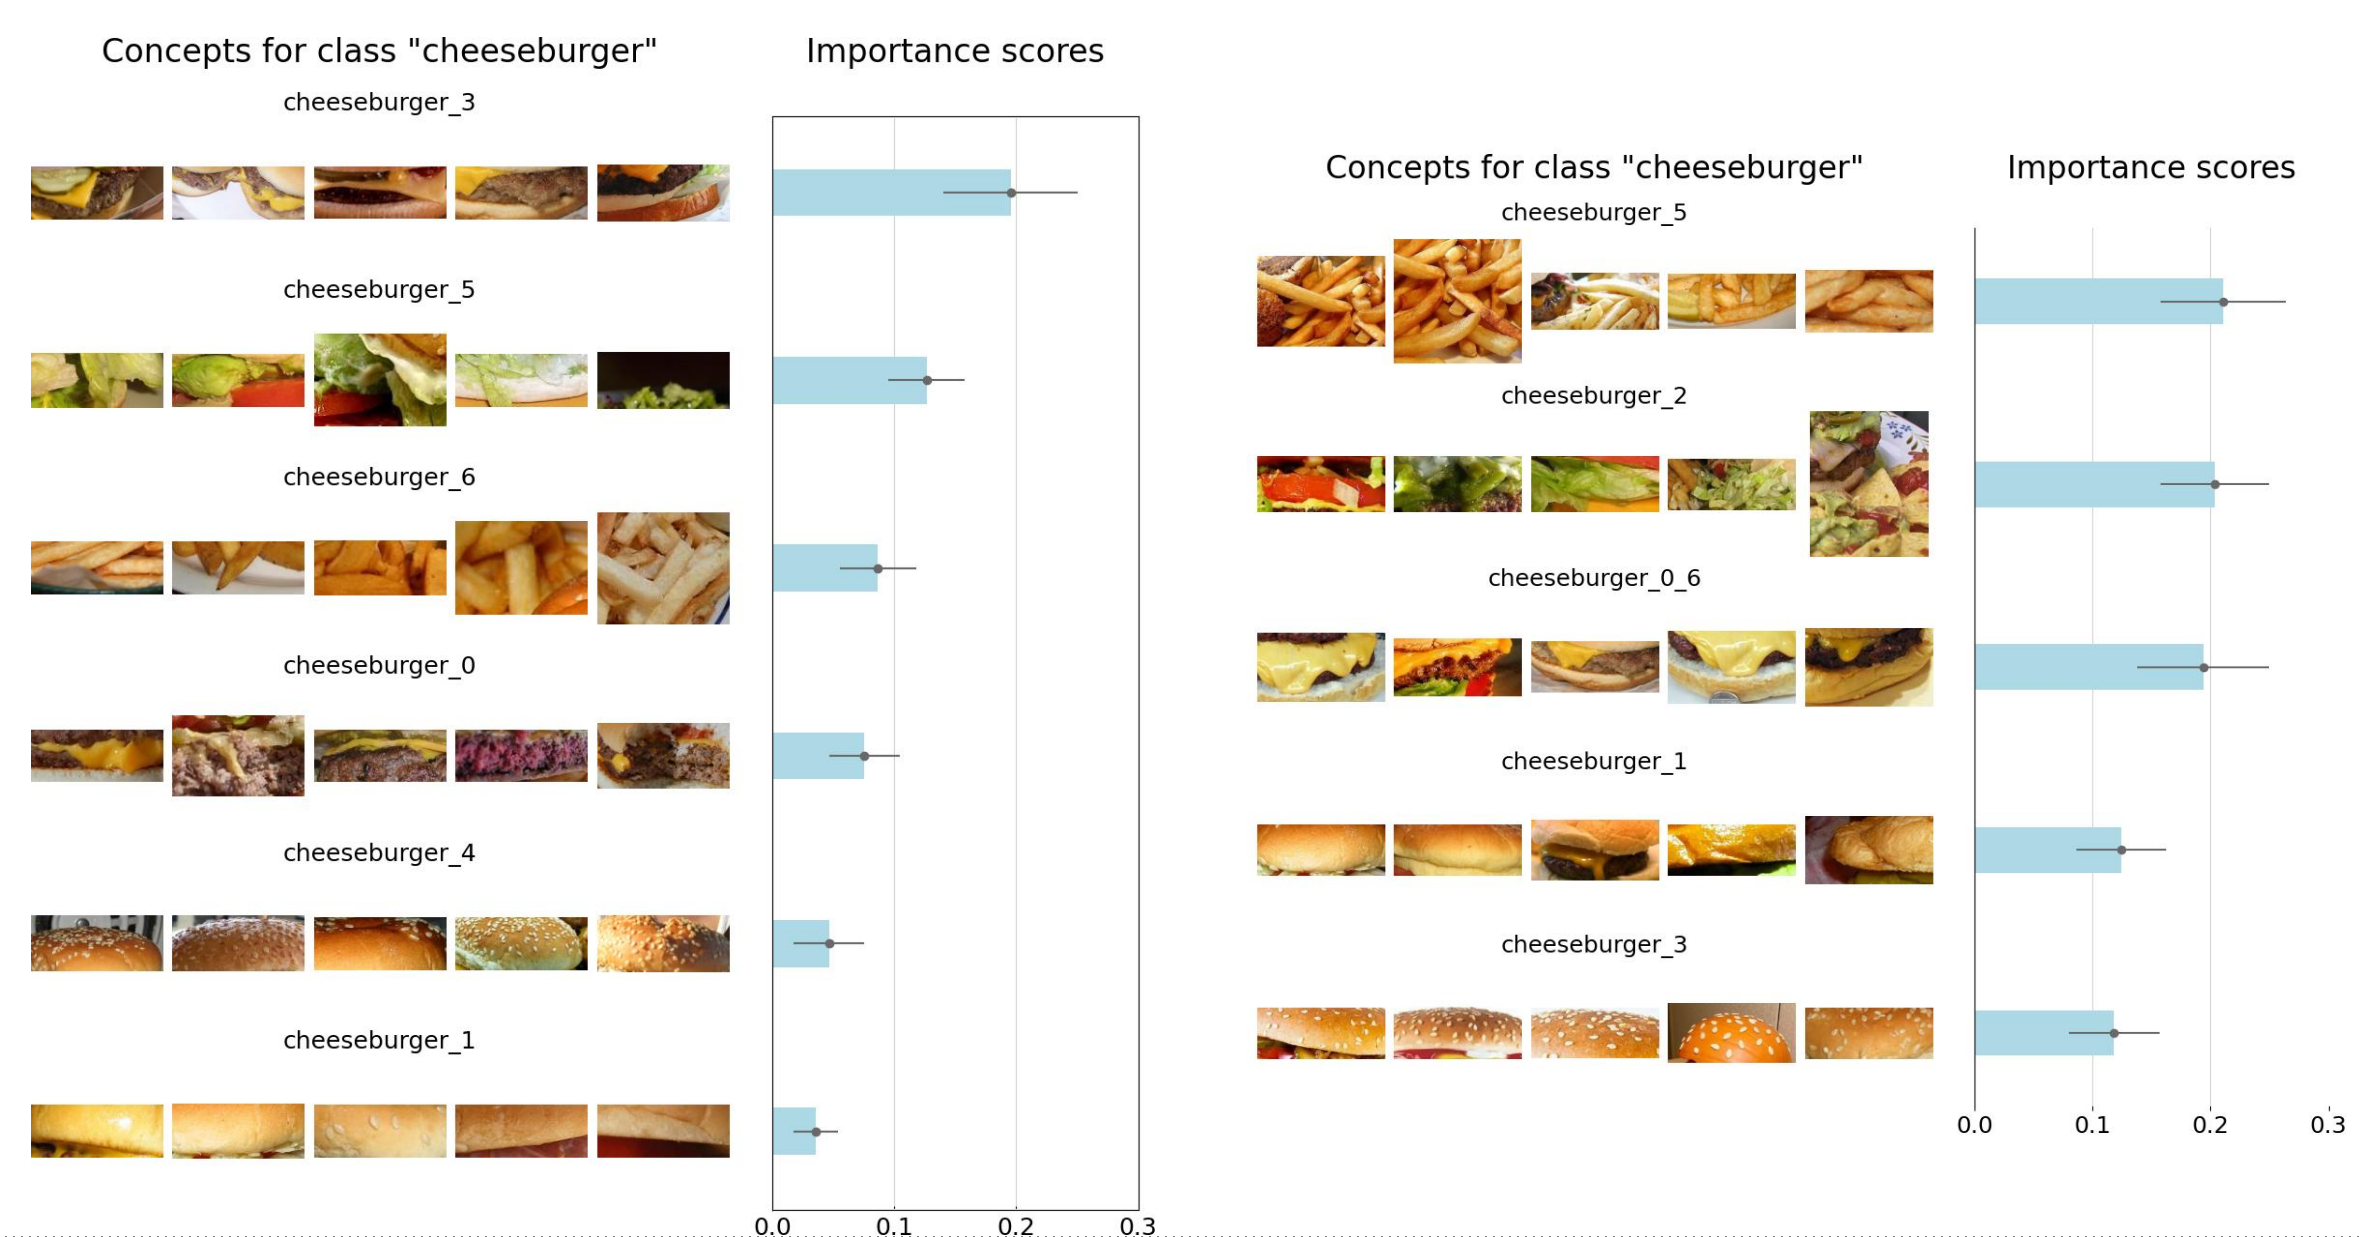 Concepts for class "cheeseburger"
Importance scores
cheeseburger_3
cheeseburger_5
cheeseburger_6
cheeseburger_0
cheeseburger_4
cheeseburger_1
0.0 0.1 0.2 0.3
Concepts for class "cheeseburger"
Importance scores
cheeseburger_5
cheeseburger_2
cheeseburger_0_6
cheeseburger_1
cheeseburger_3
0.0 0.1 0.2 0.3